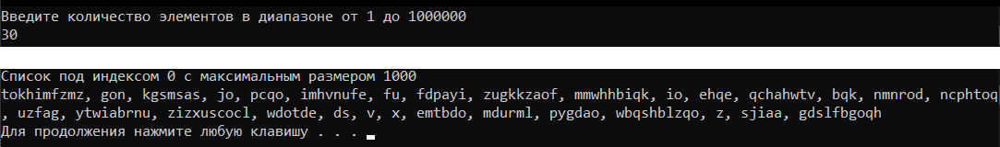 Введите количество элементов в диапазоне от 1 до 1000000
30
Список под индексом 0 с максимальным размером 1000
tokhimfzmz, gon, kgsmsas, jo, pcqo, imhvnufe, fu, fdpayi, zugkkzaof, mmwhhbiqk, io, ehqe, qchahwtv, bqk, nmnrod, ncphtoq
, uzfag, ytwiabrnu, zizxuscocl, wdotde, ds, v, x, emtbdo, mdurml, pygdao, wbqshblzqo, z, sjiaa, gdslfbgoqh
Для продолжения нажмите любую клавишу . . .